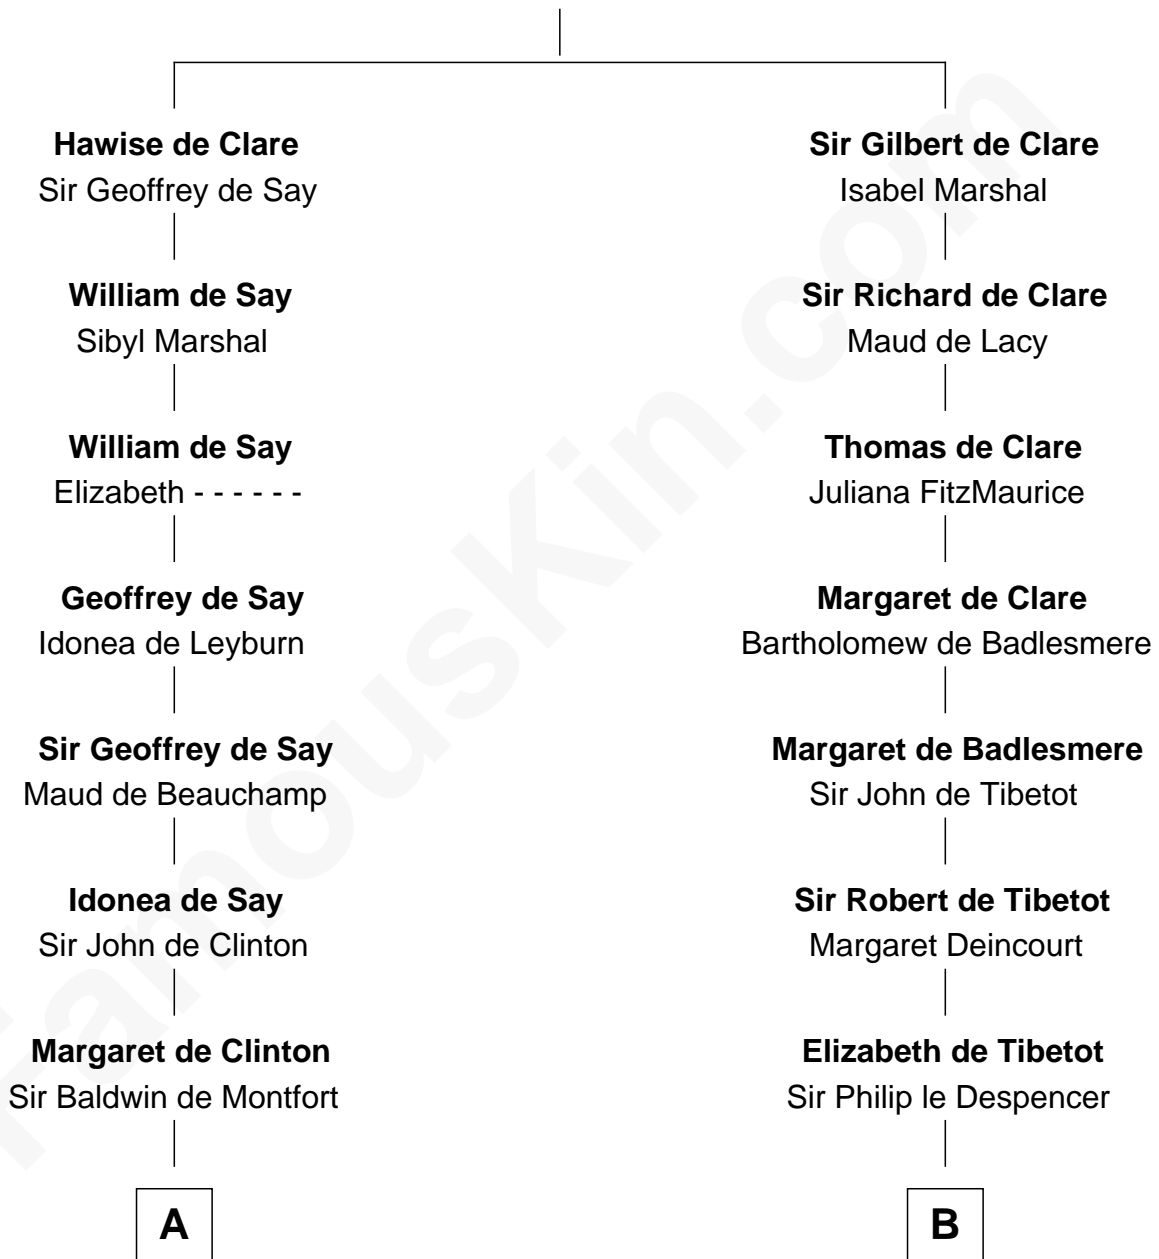 Hawise de Clare
Sir Geoffrey de Say
William de Say
Sibyl Marshal
William de Say
Elizabeth - - - - - -
Geoffrey de Say
Idonea de Leyburn
Sir Geoffrey de Say
Maud de Beauchamp
Idonea de Say
Sir John de Clinton
Margaret de Clinton
Sir Baldwin de Montfort
A
Sir Gilbert de Clare
Isabel Marshal
Sir Richard de Clare
Maud de Lacy
Thomas de Clare
Juliana FitzMaurice
Margaret de Clare
Bartholomew de Badlesmere
Margaret de Badlesmere
Sir John de Tibetot
Sir Robert de Tibetot
Margaret Deincourt
Elizabeth de Tibetot
Sir Philip le Despencer
B
FamousKin.com